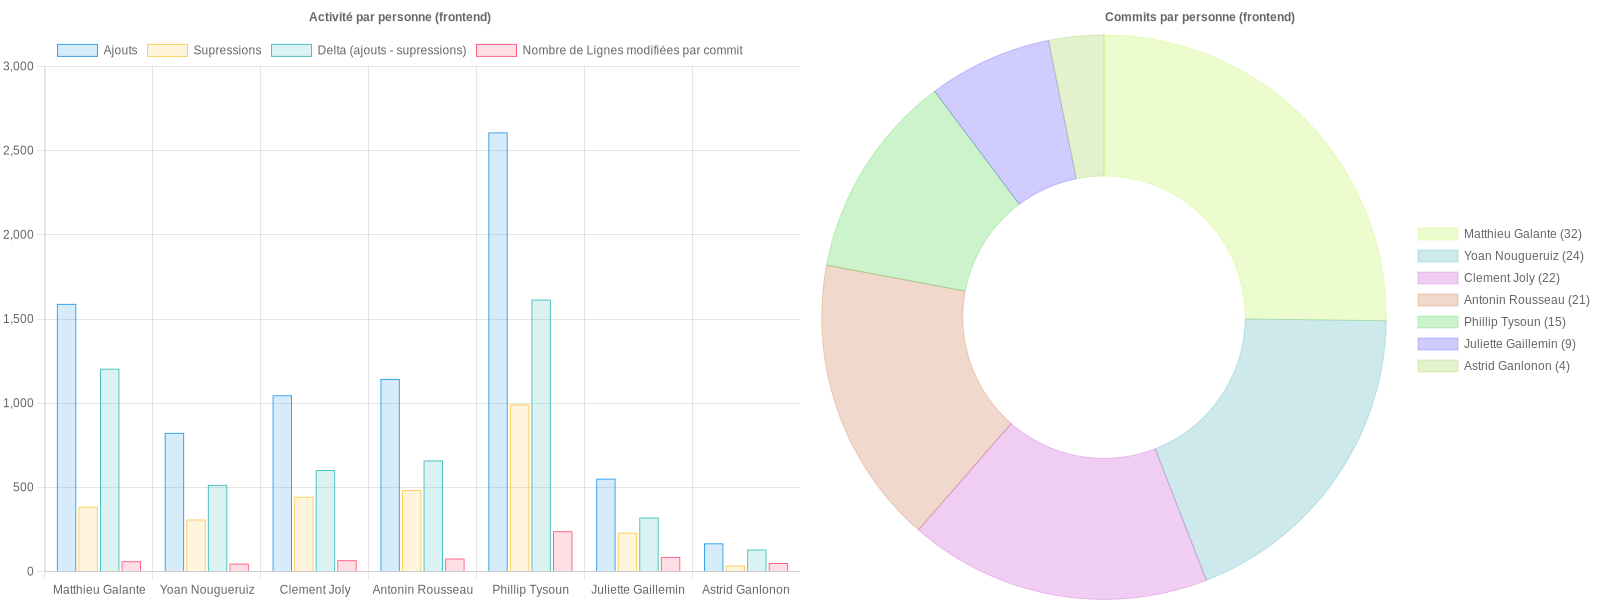 Activité par personne (frontend)
Ajouts Supressions Delta (ajouts - supressions) Nombre de Lignes modifiées par commit
3,000
2,500
2,000
1,500
1,000
500
0
Matthieu Galante Yoan Nougueruiz Clement Joly Antonin Rousseau Phillip Tysoun Juliette Gaillemin Astrid Ganlonon
Commits par personne (frontend)
Matthieu Galante (32)
Yoan Nougueruiz (24)
Clement Joly (22)
Antonin Rousseau (21)
Phillip Tysoun (15)
Juliette Gaillemin (9)
Astrid Ganlonon (4)